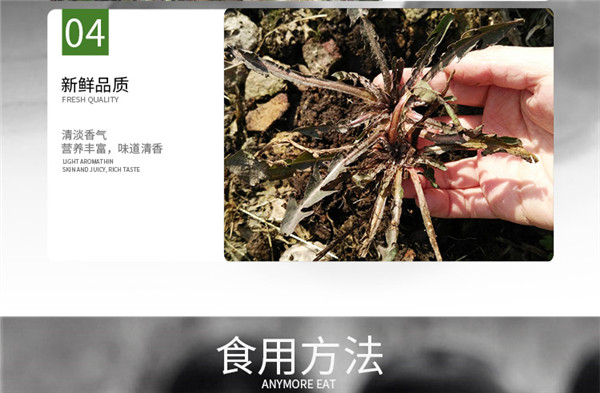 04
新鲜品质
FRESH QUALITY
清淡香气
营养丰富，味道清香
LIGHT AROMATHIN
SKIN AND JUICY, RICH TASTE
食用方法
ANYMORE EAT